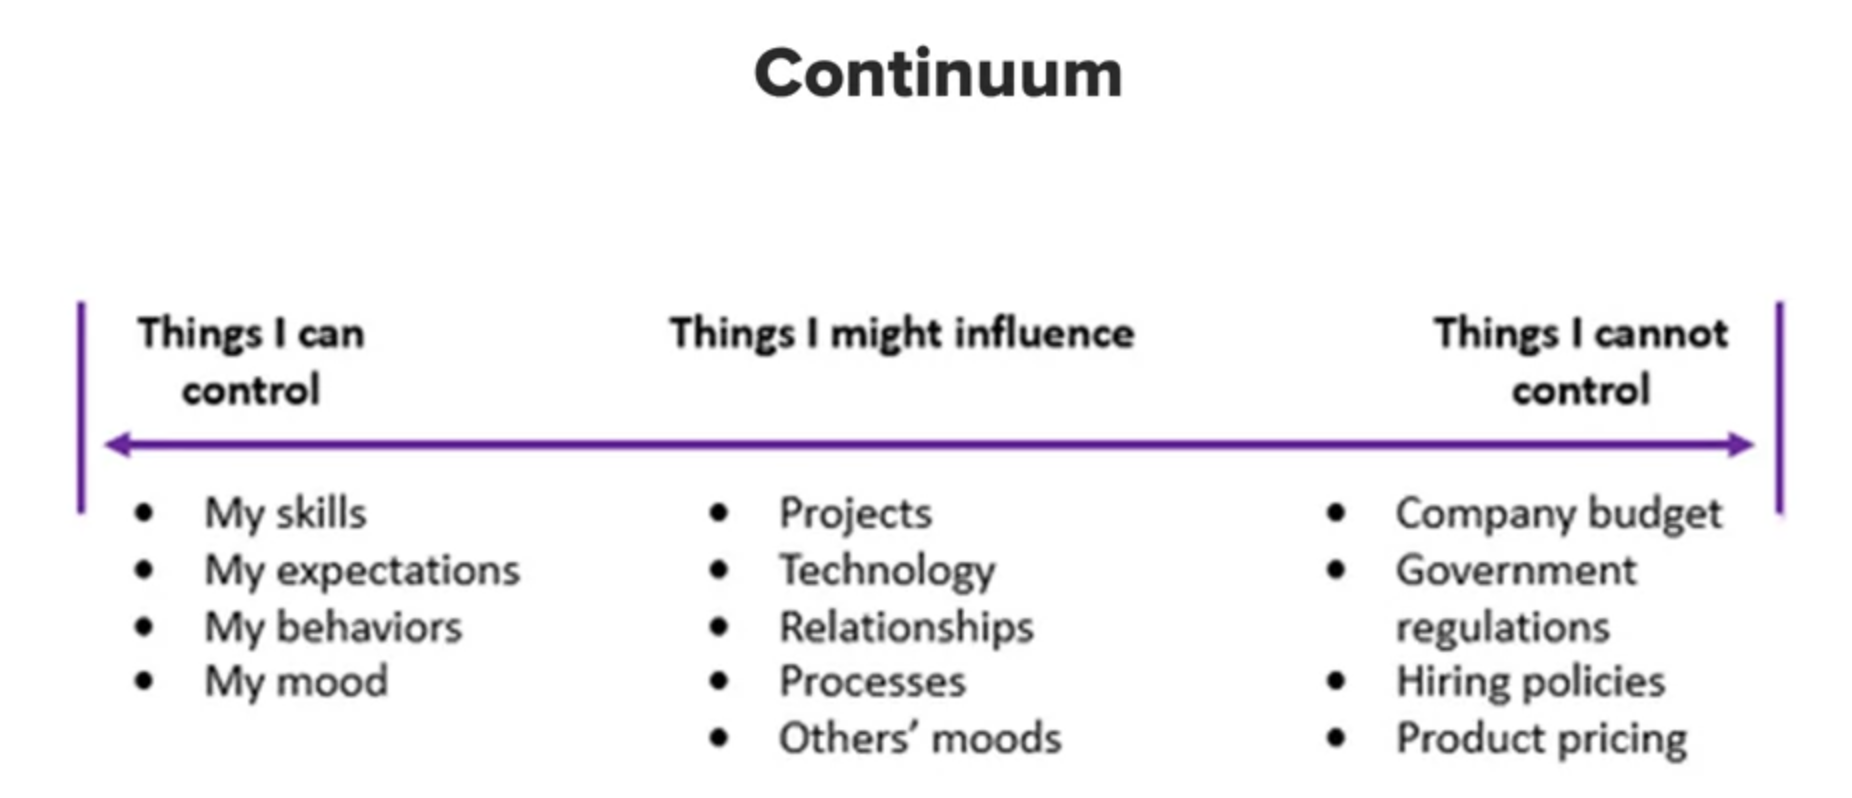 Continuum
Things I can
control
Things I might influence
Things I cannot
control
• My skills
• My expectations
• My behaviors
• My mood
• Projects
• Technology
• Relationships
• Processes
• Others’ moods
• Company budget
• Government
regulations
• Hiring policies
• Product pricing